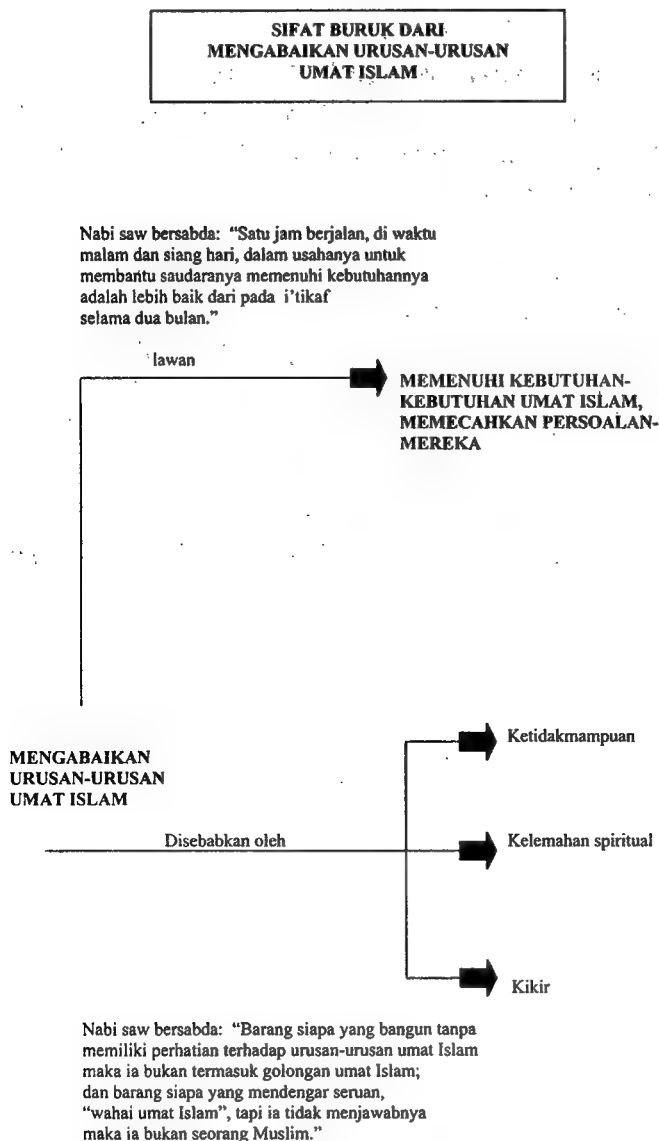 SIFAT BURUK DARI
MENGABAIKAN URUSAN-URUSAN
UMAT ISLAM
Nabi saw bersabda: “Satu jam berjalan, di waktu
malam dan siang hari, dalam usahanya untuk
membantu saudaranya memenuhi kebutuhannya
adalah lebih baik dari pada i’tikaf
selama dua bulan.”
lawan
MEMENUHI KEBUTUHAN-
KEBUTUHAN UMAT ISLAM,
MEMECAHKAN PERSOALAN-
MEREKA
Ketidakmampuan
MENGABAIKAN
URUSAN-URUSAN
UMAT ISLAM
Disebabkan oleh
Kelemahan spiritual
Kikir
Nabi saw bersabda: “Barang siapa yang bangun tanpa
memiliki perhatian terhadap urusan-urusan umat Islam
maka ia bukan termasuk golongan umat Islam;
dan barang siapa yang mendengar seruan,
“wahai umat Islam”, tapi ia tidak menjawabnya
maka ia bukan seorang Muslim.”